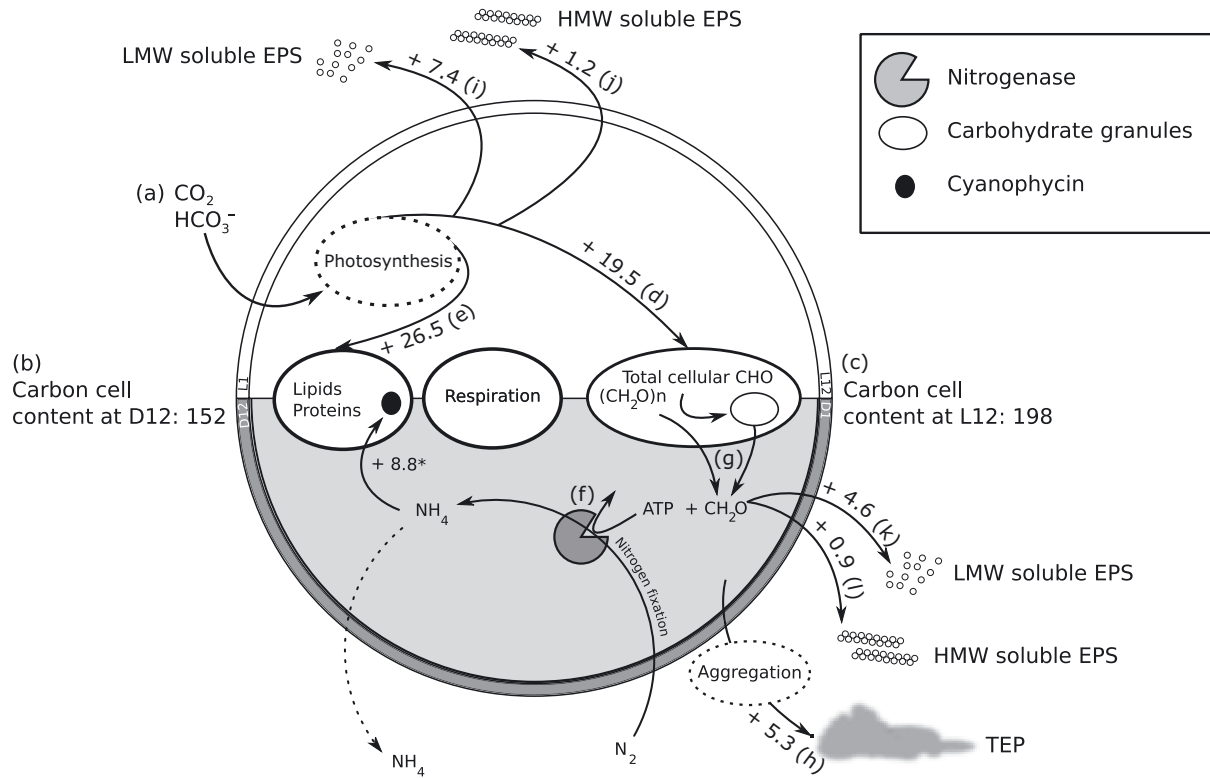 HMW soluble EPS
LMW soluble EPS
+ 7.4 (i)
+ 1.2 (j)
Nitrogenase
Carbohydrate granules
Cyanophycin
(a) CO2
HCO3−
Photosynthesis
+ 19.5 (d)
+ 26.5 (e)
(b)
Carbon cell
content at D12: 152
L1
D12
Lipids
Proteins
Respiration
Total cellular CHO
(CH2O)n
L12
D1
(c)
Carbon cell
content at L12: 198
+ 8.8*
(g)
(f)
NH4
ATP + CH2O
Nitrogen fixation
+ 4.6 (k)
+ 0.9 (l)
LMW soluble EPS
HMW soluble EPS
Aggregation
+ 5.3 (h)
TEP
N2
NH4